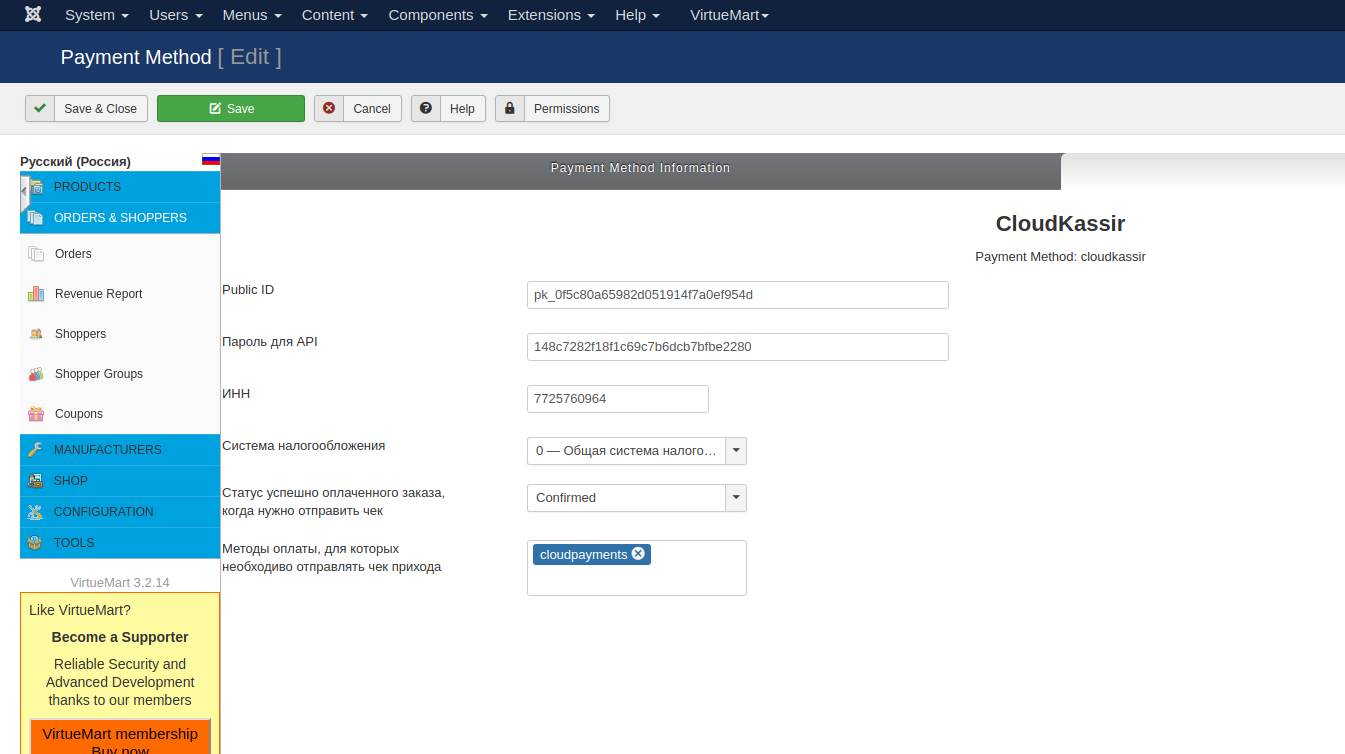 System Users Menus Content Components Extensions Help VirtueMart
Payment Method [ Edit ]
Save & Close Save Cancel Help Permissions
Русский (Россия)
PRODUCTS
ORDERS & SHOPPERS
Orders
Revenue Report
Shoppers
Shopper Groups
Coupons
MANUFACTURERS
SHOP
CONFIGURATION
TOOLS
VirtueMart 3.2.14
Like VirtueMart?
Become a Supporter
Reliable Security and
Advanced Development
thanks to our members
VirtueMart membership
Buy now
Payment Method Information
CloudKassir
Payment Method: cloudkassir
Public ID pk_0f5c80a65982d051914f7a0ef954d
Пароль для API 148c7282f18f1c69c7b6dcb7bfbe2280
ИНН 7725760964
Система налогообложения 0 — Общая система налого…
Статус успешно оплаченного заказа, Confirmed
когда нужно отправить чек
Методы оплаты, для которых cloudpayments
необходиво отправлять чек прихода